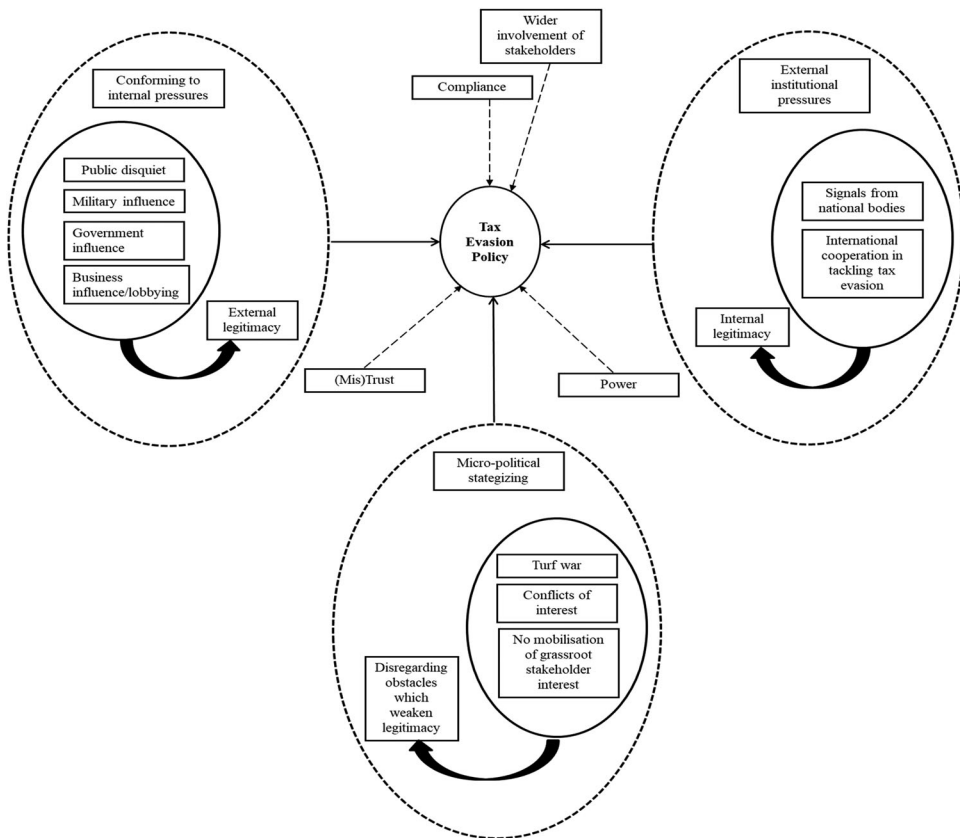 Wider
involvement of
stakeholders
Compliance
Conforming to
internal pressures
Public disquiet
Military influence
Government
influence
Business
influence/lobbying
External
legitimacy
Tax
Evasion
Policy
External
institutional
pressures
Signals from
national bodies
International
cooperation in
tackling tax
evasion
Internal
legitimacy
(Mis)Trust
Power
Micro-political
stategizing
Turf war
Conflicts of
interest
No mobilisation
of grassroot
stakeholder
interest
Disregarding
obstacles
which
weaken
legitimacy